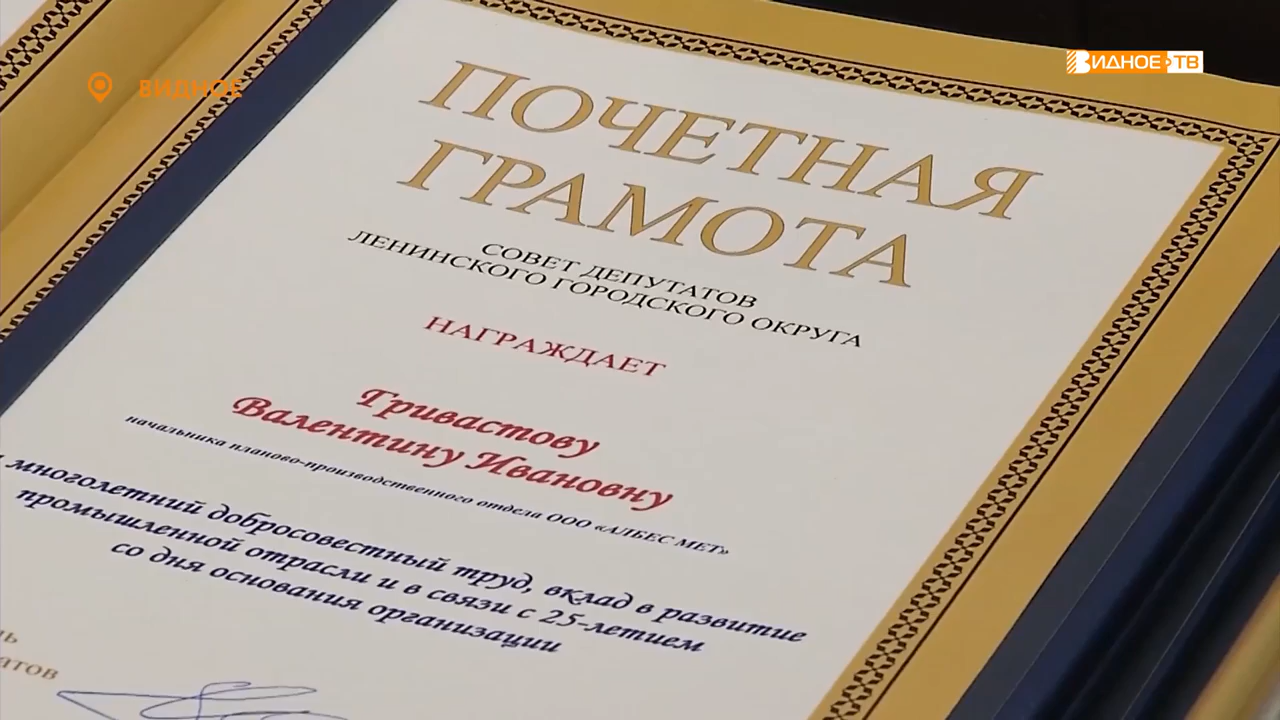 ВИДНОЕ
ВИДНОЕ ТВ
ПОЧЕТНАЯ
ГРАМОТА
СОВЕТ ДЕПУТАТОВ
ЛЕНИНСКОГО ГОРОДСКОГО ОКРУГА
НАГРАЖДАЕТ
Гривастову
Валентину Ивановну
начальника планово-производственного отдела ООО «АЛБЕС МЕТ»
многолетний добросовестный труд, вклад в развитие
промышленной отрасли и в связи с 25-летием
со дня основания организации